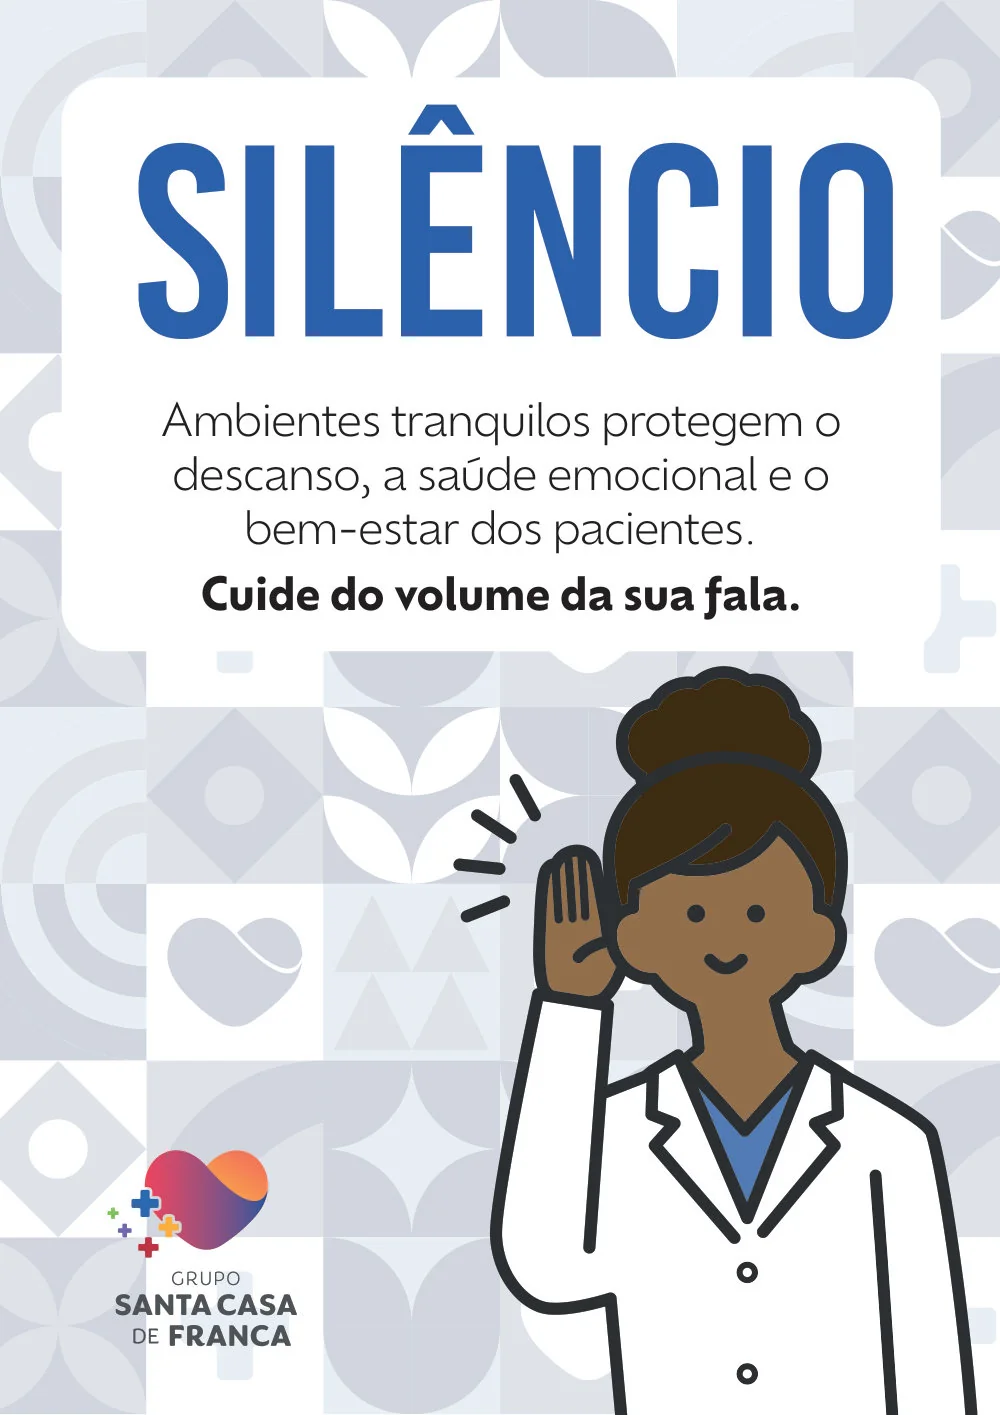 SILÊNCIO
Ambientes tranquilos protegem o
descanso, a saúde emocional e o
bem-estar dos pacientes.
Cuide do volume da sua fala.
GRUPO
SANTA CASA
DE FRANCA